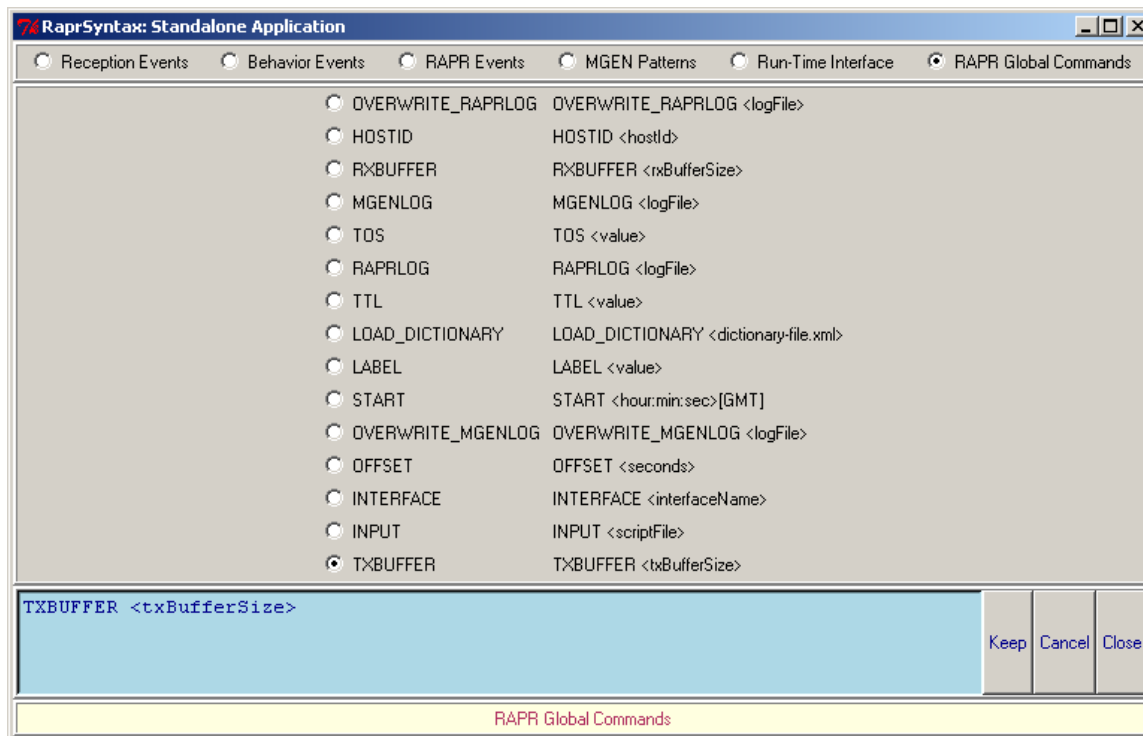 RaprSyntax: Standalone Application
Reception Events Behavior Events RAPR Events MGEN Patterns Run-Time Interface RAPR Global Commands
OVERWRITE_RAPRLOG OVERWRITE_RAPRLOG <logFile>
HOSTID HOSTID <hostId>
RXBUFFER RXBUFFER <rxBufferSize>
MGENLOG MGENLOG <logFile>
TOS TOS <value>
RAPRLOG RAPRLOG <logFile>
TTL TTL <value>
LOAD_DICTIONARY LOAD_DICTIONARY <dictionary-file.xml>
LABEL LABEL <value>
START START <hour:min:sec>[GMT]
OVERWRITE_MGENLOG OVERWRITE_MGENLOG <logFile>
OFFSET OFFSET <seconds>
INTERFACE INTERFACE <interfaceName>
INPUT INPUT <scriptFile>
TXBUFFER TXBUFFER <txBufferSize>
TXBUFFER <txBufferSize>
Keep Cancel Close
RAPR Global Commands